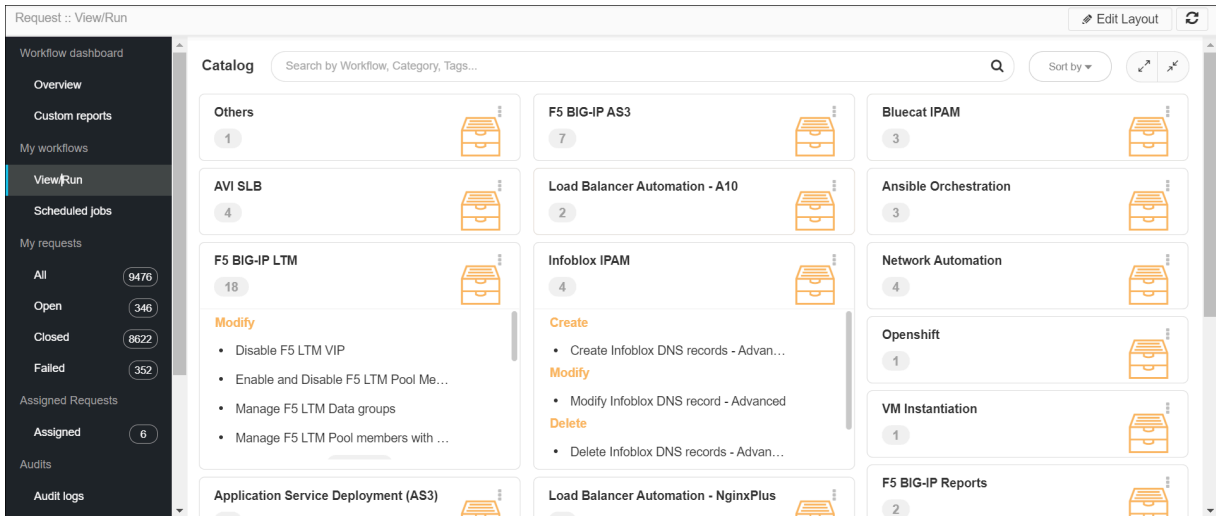 Request :: View/Run
Edit Layout
Workflow dashboard
Overview
Custom reports
My workflows
View/Run
Scheduled jobs
My requests
All 9476
Open 346
Closed 8622
Failed 352
Assigned Requests
Assigned 6
Audits
Audit logs
Catalog
Search by Workflow, Category, Tags...
Sort by
Others
1
F5 BIG-IP AS3
7
Bluecat IPAM
3
AVI SLB
4
Load Balancer Automation - A10
2
Ansible Orchestration
3
F5 BIG-IP LTM
18
Modify
• Disable F5 LTM VIP
• Enable and Disable F5 LTM Pool Me...
• Manage F5 LTM Data groups
• Manage F5 LTM Pool members with ...
Infoblox IPAM
4
Create
• Create Infoblox DNS records - Advan...
Modify
• Modify Infoblox DNS record - Advanced
Delete
• Delete Infoblox DNS records - Advan...
Network Automation
4
Openshift
1
VM Instantiation
1
Application Service Deployment (AS3)
Load Balancer Automation - NginxPlus
F5 BIG-IP Reports
2